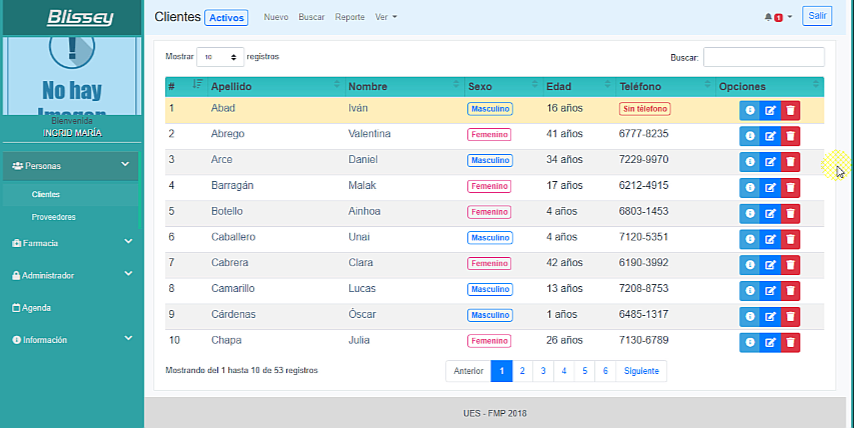 Blissey
Clientes Activos Nuevo Buscar Reporte Ver 1 Salir
No hay
Imagen
Bienvenida
INGRID MARÍA
Personas
Clientes
Proveedores
Farmacia
Administrador
Agenda
Información
Mostrar 10 registros Buscar:
# Apellido Nombre Sexo Edad Teléfono Opciones
1 Abad Iván Masculino 16 años Sin télefono
2 Abrego Valentina Femenino 41 años 6777-8235
3 Arce Daniel Masculino 34 años 7229-9970
4 Barragán Malak Femenino 17 años 6212-4915
5 Botello Ainhoa Femenino 4 años 6803-1453
6 Caballero Unai Masculino 4 años 7120-5351
7 Cabrera Clara Femenino 42 años 6190-3992
8 Camarillo Lucas Masculino 13 años 7208-8753
9 Cárdenas Óscar Masculino 1 años 6485-1317
10 Chapa Julia Femenino 26 años 7130-6789
Mostrando del 1 hasta 10 de 53 registros Anterior 1 2 3 4 5 6 Siguiente
UES - FMP 2018